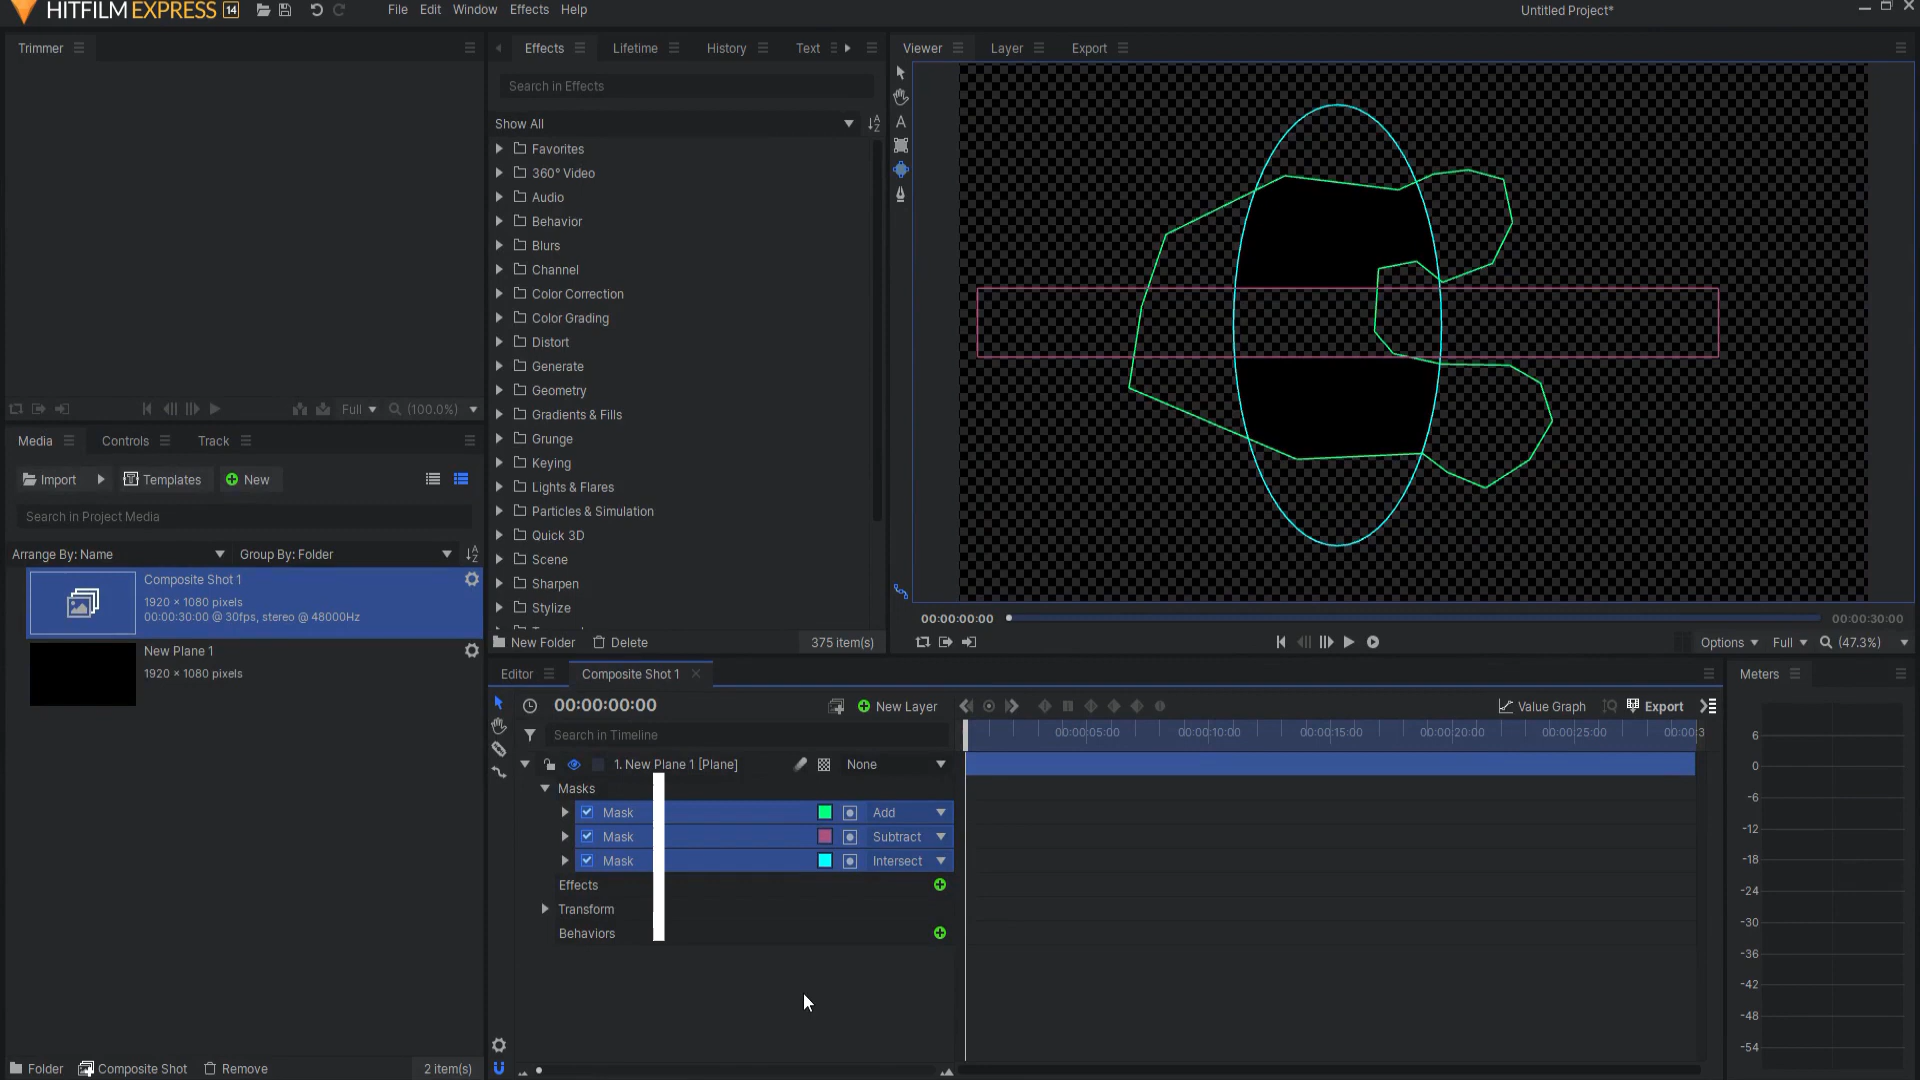 HITFILM EXPRESS 14
File Edit Window Effects Help
Untitled Project*
Trimmer
Effects Lifetime History Text
Viewer Layer Export
Search in Effects
Show All
Favorites
360° Video
Audio
Behavior
Blurs
Channel
Color Correction
Color Grading
Distort
Generate
Geometry
Gradients & Fills
Grunge
Keying
Lights & Flares
Particles & Simulation
Quick 3D
Scene
Sharpen
Stylize
New Folder Delete 375 item(s)
Full (100.0%)
Media Controls Track
Import Templates New
Search in Project Media
Arrange By: Name Group By: Folder
Composite Shot 1
1920 × 1080 pixels
00:00:30:00 @ 30fps, stereo @ 48000Hz
New Plane 1
1920 × 1080 pixels
Folder Composite Shot Remove 2 item(s)
00:00:00:00 00:00:30:00
Options Full (47.3%)
Editor Composite Shot 1
00:00:00:00 New Layer
Value Graph Export
Search in Timeline
00:00:05:00 00:00:10:00 00:00:15:00 00:00:20:00 00:00:25:00 00:00:3
1. New Plane 1 [Plane] None
Masks
Mask Add
Mask Subtract
Mask Intersect
Effects
Transform
Behaviors
Meters
6
0
-6
-12
-18
-24
-30
-36
-42
-48
-54